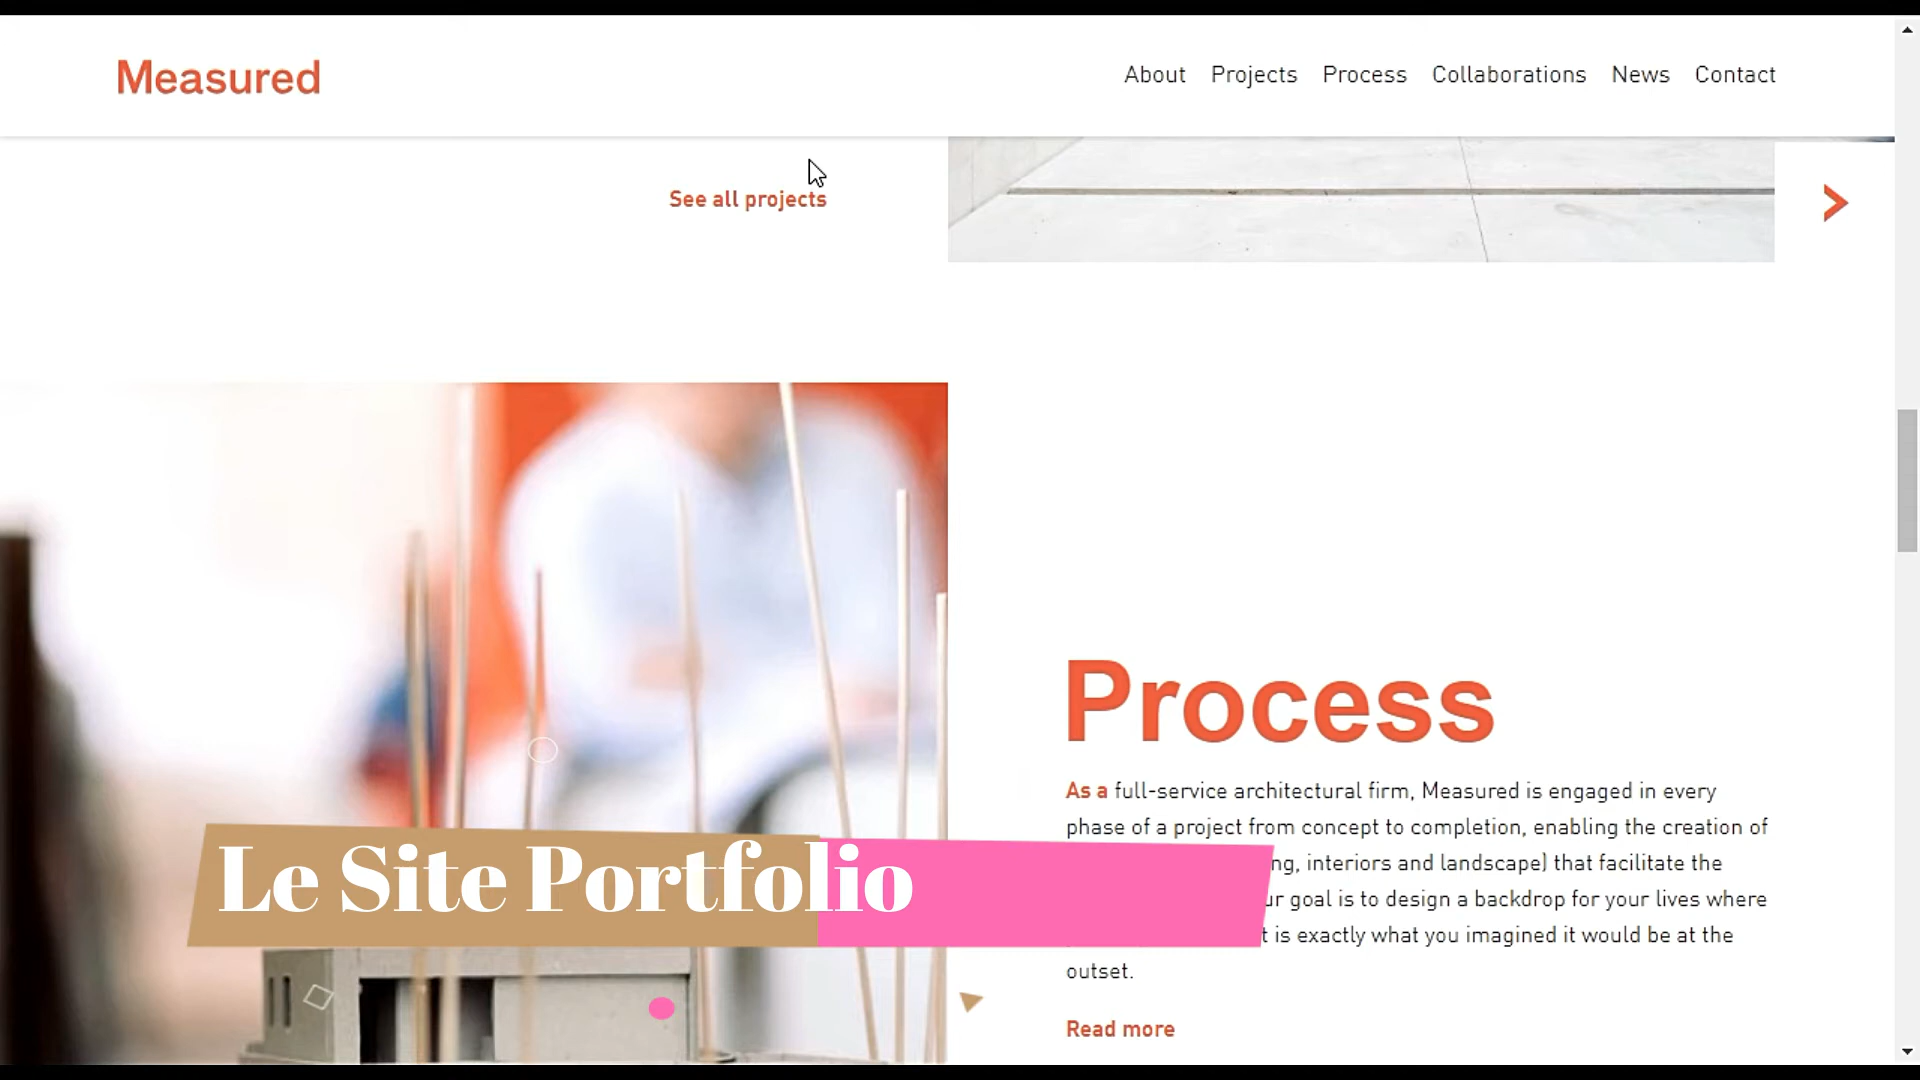 Measured
About Projects Process Collaborations News Contact
See all projects
Process
As a full-service architectural firm, Measured is engaged in every
phase of a project from concept to completion, enabling the creation of
ng, interiors and landscape) that facilitate the
ur goal is to design a backdrop for your lives where
t is exactly what you imagined it would be at the
outset.
Read more
Le Site Portfolio